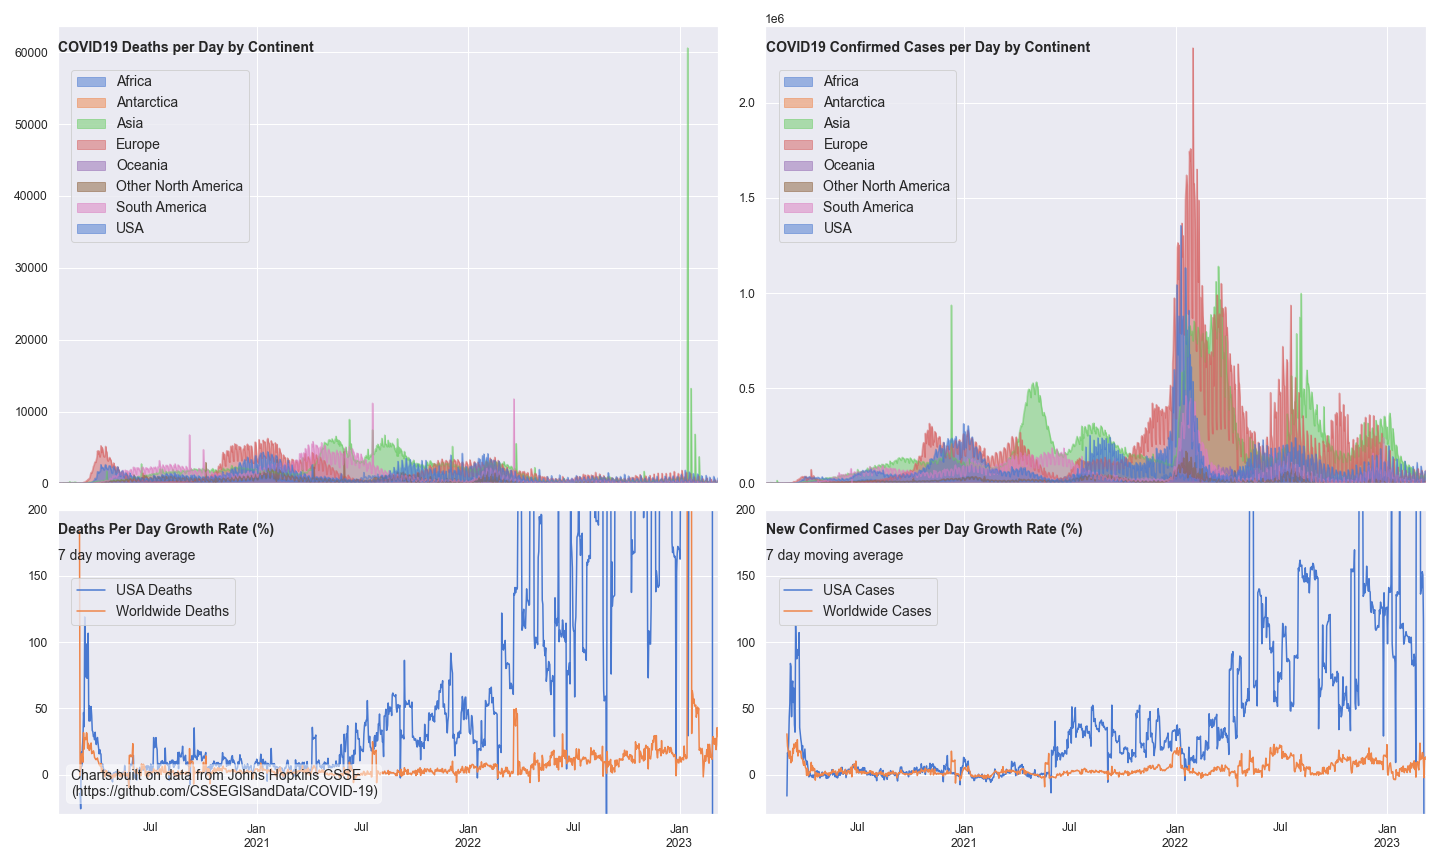 COVID19 Deaths per Day by Continent
60000
50000
40000
30000
20000
10000
0
Africa
Antarctica
Asia
Europe
Oceania
Other North America
South America
USA
1e6
COVID19 Confirmed Cases per Day by Continent
2.0
1.5
1.0
0.5
0.0
Africa
Antarctica
Asia
Europe
Oceania
Other North America
South America
USA
Deaths Per Day Growth Rate (%)
7 day moving average
USA Deaths
Worldwide Deaths
200
150
100
50
0
Charts built on data from Johns Hopkins CSSE
(https://github.com/CSSEGISandData/COVID-19)
Jul
Jan
2021
Jul
Jan
2022
Jul
Jan
2023
New Confirmed Cases per Day Growth Rate (%)
7 day moving average
USA Cases
Worldwide Cases
200
150
100
50
0
Jul
Jan
2021
Jul
Jan
2022
Jul
Jan
2023